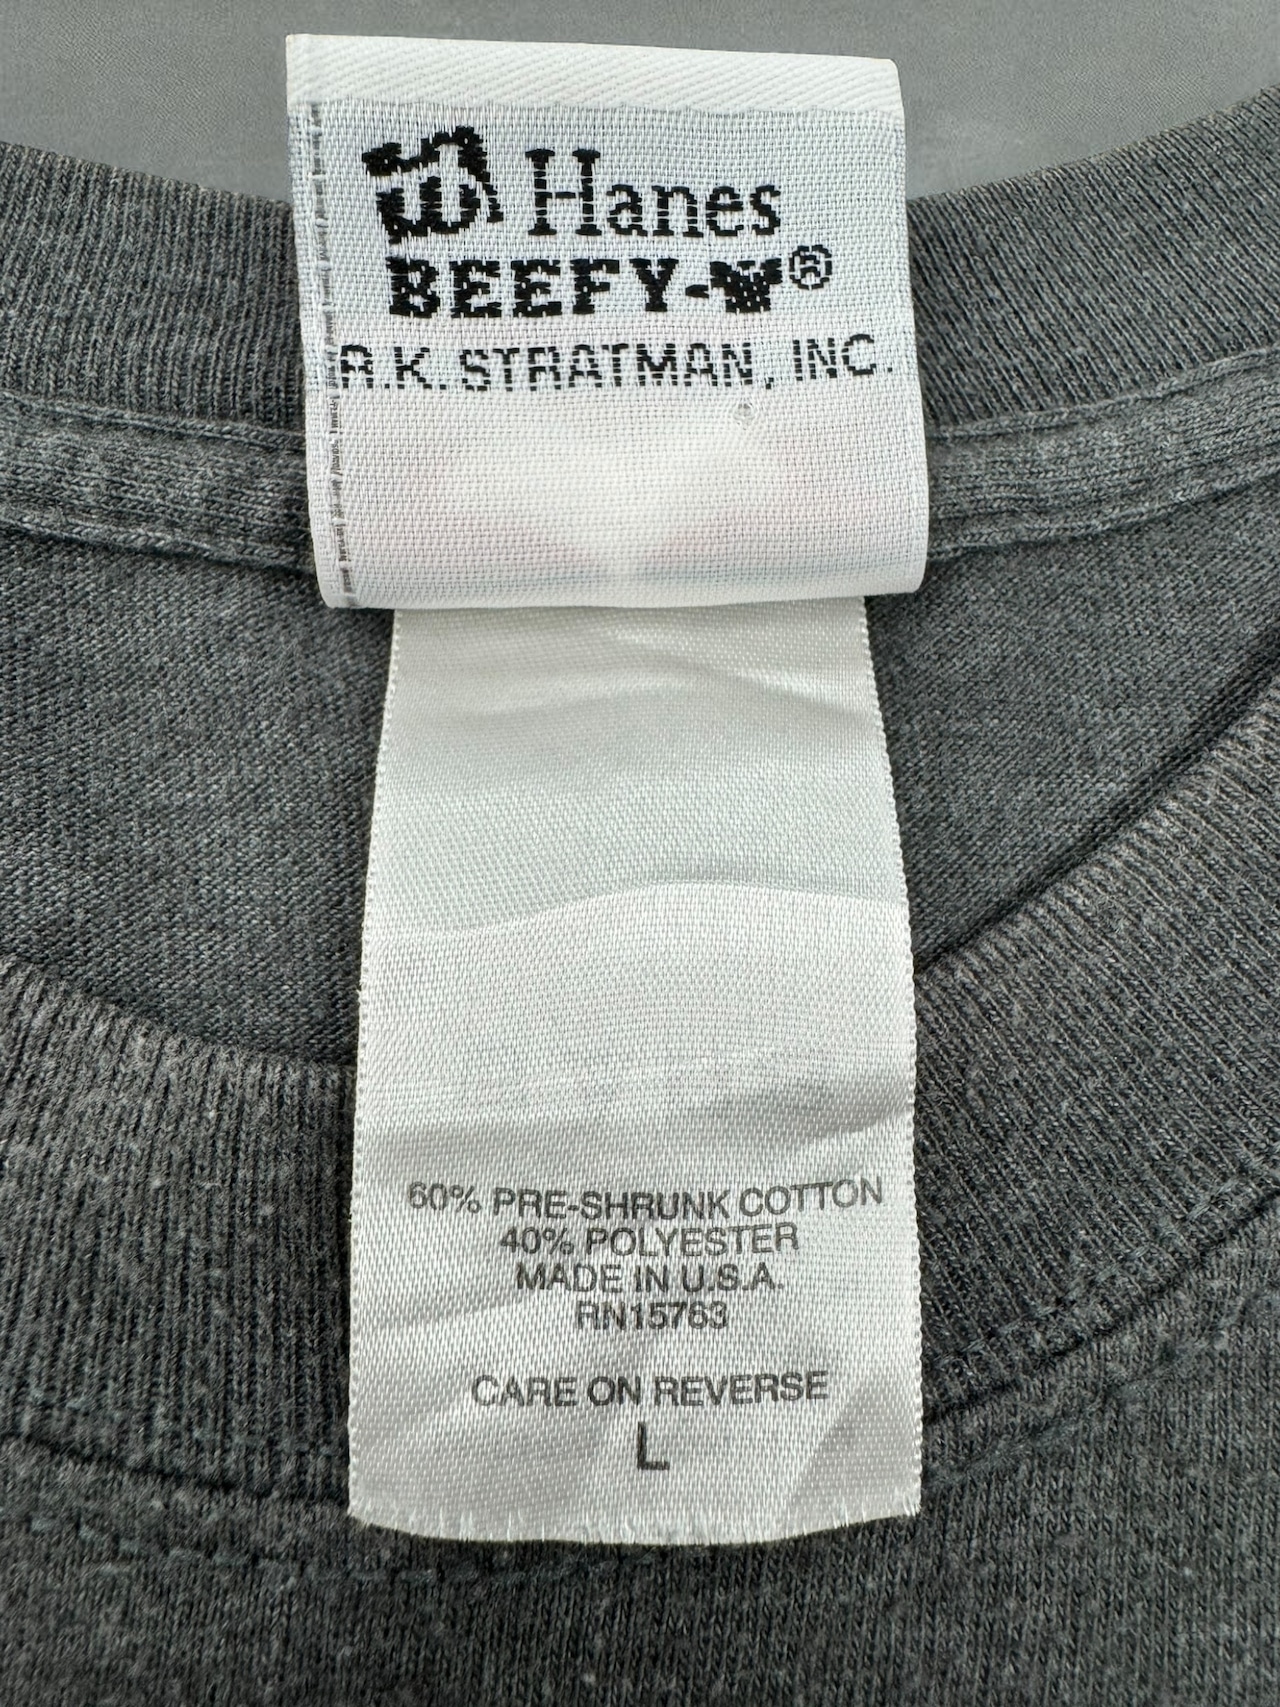 Hanes
BEEFY-T®
R.K. STRATMAN, INC.
60% PRE-SHRUNK COTTON
40% POLYESTER
MADE IN U.S.A.
RN15763
CARE ON REVERSE
L